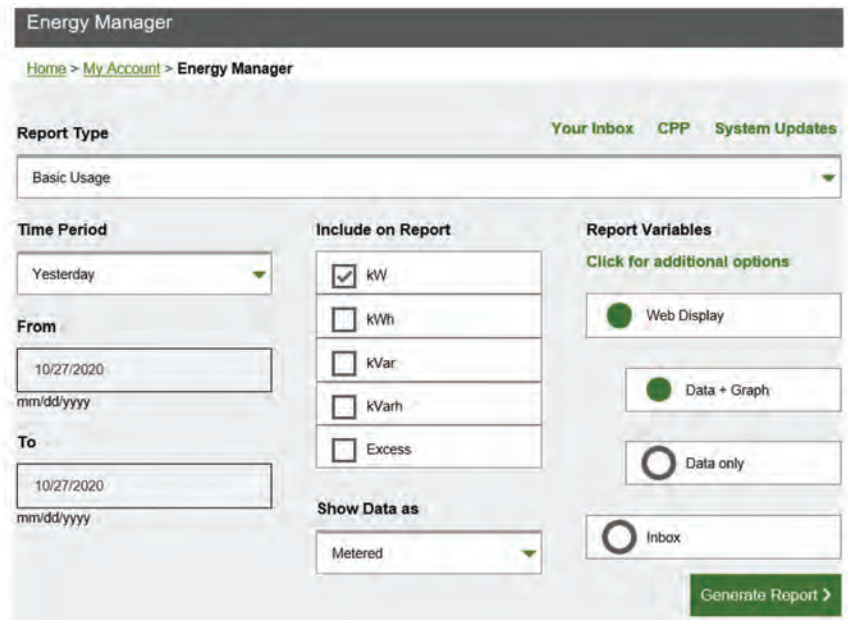 Energy Manager
Home > My Account > Energy Manager
Report Type
Your Inbox CPP System Updates
Basic Usage
Time Period
Yesterday
From
10/27/2020
mm/dd/yyyy
To
10/27/2020
mm/dd/yyyy
Include on Report
kW
kWh
kVar
kVarh
Excess
Show Data as
Metered
Report Variables
Click for additional options
Web Display
Data + Graph
Data only
Inbox
Generate Report >